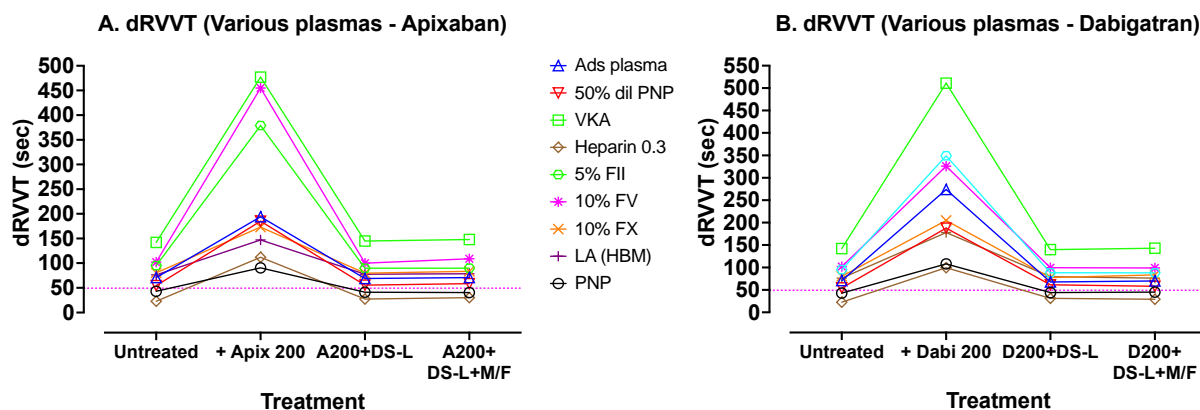 A. dRVVT (Various plasmas - Apixaban)
500
450
400
350
300
250
200
150
100
50
0
dRVVT (sec)
Untreated
+ Apix 200
A200+DS-L
A200+
DS-L+M/F
Treatment
Ads plasma
50% dil PNP
VKA
Heparin 0.3
5% FII
10% FV
10% FX
LA (HBM)
PNP
B. dRVVT (Various plasmas - Dabigatran)
550
500
450
400
350
300
250
200
150
100
50
0
dRVVT (sec)
Untreated
+ Dabi 200
D200+DS-L
D200+
DS-L+M/F
Treatment